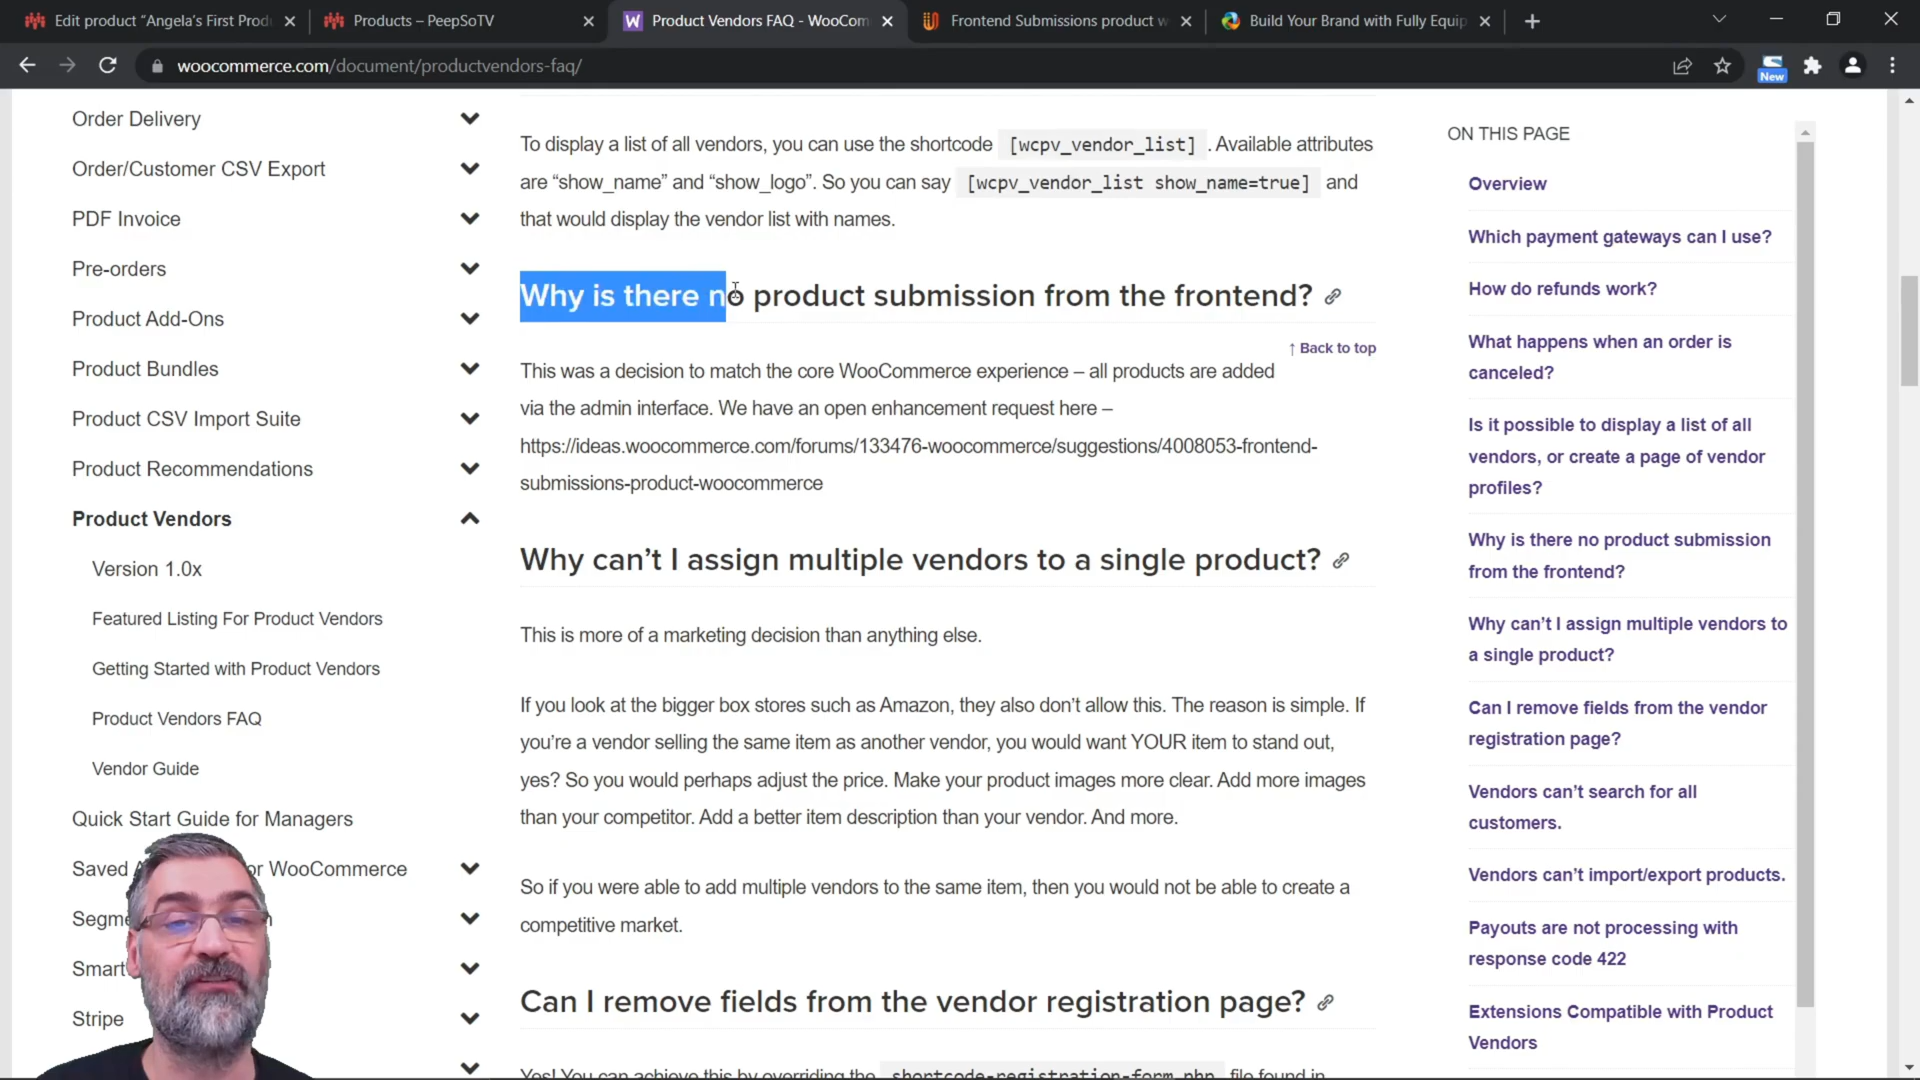 Edit product “Angela’s First Prod
Products – PeepSoTV
Product Vendors FAQ - WooCom
Frontend Submissions product w
Build Your Brand with Fully Equip
woocommerce.com/document/productvendors-faq/
New
Order Delivery
Order/Customer CSV Export
PDF Invoice
Pre-orders
Product Add-Ons
Product Bundles
Product CSV Import Suite
Product Recommendations
Product Vendors
Version 1.0x
Featured Listing For Product Vendors
Getting Started with Product Vendors
Product Vendors FAQ
Vendor Guide
Quick Start Guide for Managers
Saved A or WooCommerce
Segme n
Smart
Stripe
To display a list of all vendors, you can use the shortcode [wcpv_vendor_list] . Available attributes
are “show_name” and “show_logo”. So you can say [wcpv_vendor_list show_name=true] and
that would display the vendor list with names.
Why is there no product submission from the frontend?
↑ Back to top
This was a decision to match the core WooCommerce experience – all products are added
via the admin interface. We have an open enhancement request here –
https://ideas.woocommerce.com/forums/133476-woocommerce/suggestions/4008053-frontend-
submissions-product-woocommerce
Why can’t I assign multiple vendors to a single product?
This is more of a marketing decision than anything else.
If you look at the bigger box stores such as Amazon, they also don’t allow this. The reason is simple. If
you’re a vendor selling the same item as another vendor, you would want YOUR item to stand out,
yes? So you would perhaps adjust the price. Make your product images more clear. Add more images
than your competitor. Add a better item description than your vendor. And more.
So if you were able to add multiple vendors to the same item, then you would not be able to create a
competitive market.
Can I remove fields from the vendor registration page?
Yes! You can achieve this by overriding the shortcode-registration-form.php file found in
ON THIS PAGE
Overview
Which payment gateways can I use?
How do refunds work?
What happens when an order is
canceled?
Is it possible to display a list of all
vendors, or create a page of vendor
profiles?
Why is there no product submission
from the frontend?
Why can’t I assign multiple vendors to
a single product?
Can I remove fields from the vendor
registration page?
Vendors can’t search for all
customers.
Vendors can’t import/export products.
Payouts are not processing with
response code 422
Extensions Compatible with Product
Vendors